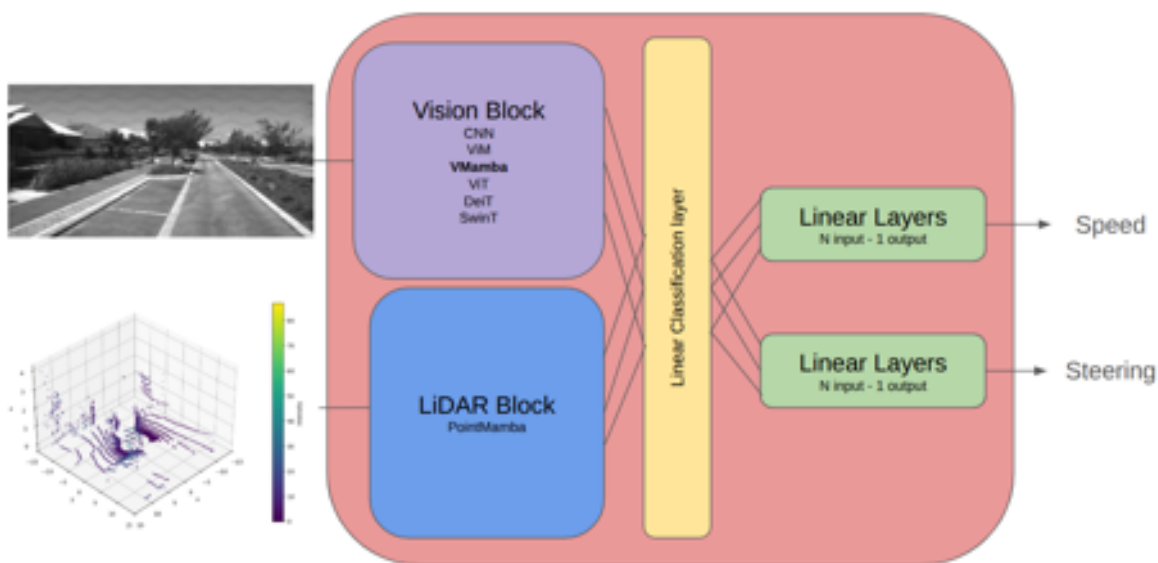 Vision Block
CNN
ViM
VMamba
ViT
DeiT
SwinT
LiDAR Block
PointMamba
Linear Classification layer
Linear Layers
N input - 1 output
Speed
Linear Layers
N input - 1 output
Steering